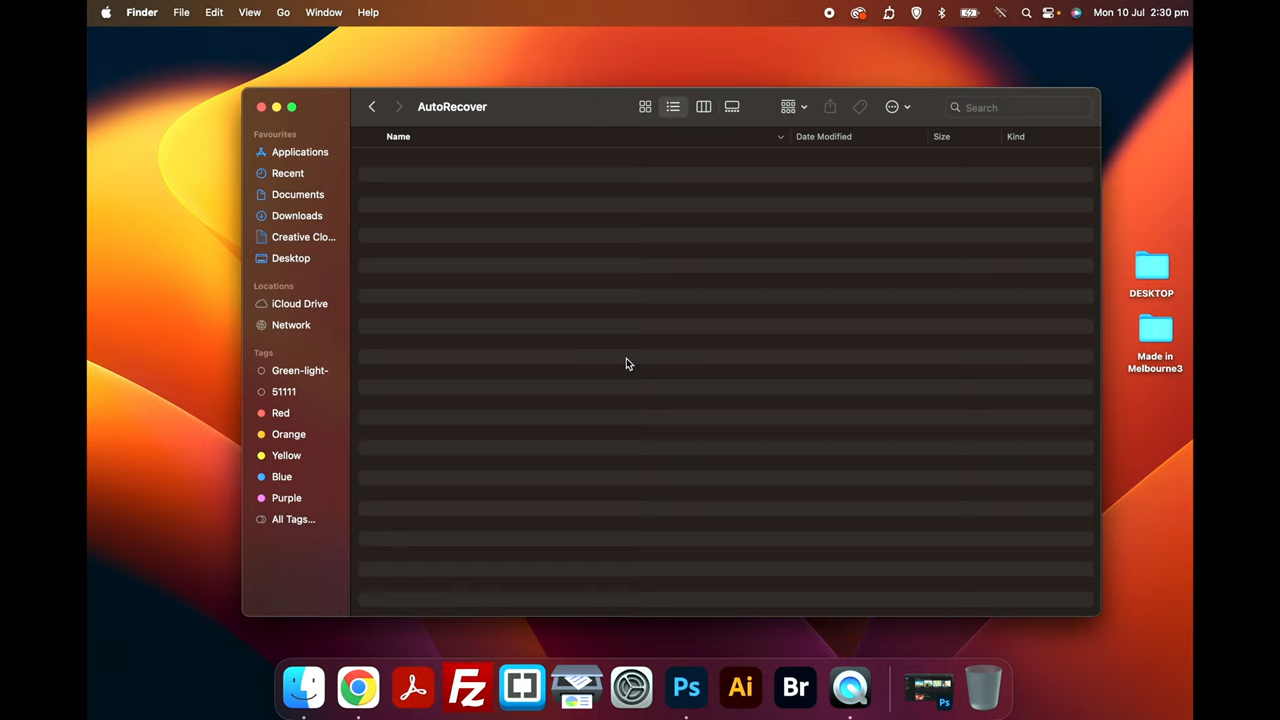 Finder File Edit View Go Window Help
Mon 10 Jul 2:30 pm
AutoRecover
Search
Name Date Modified Size Kind
Favourites
Applications
Recent
Documents
Downloads
Creative Clo...
Desktop
Locations
iCloud Drive
Network
Tags
Green-light-
51111
Red
Orange
Yellow
Blue
Purple
All Tags...
DESKTOP
Made in
Melbourne3
Fz Ps Ai Br Ps